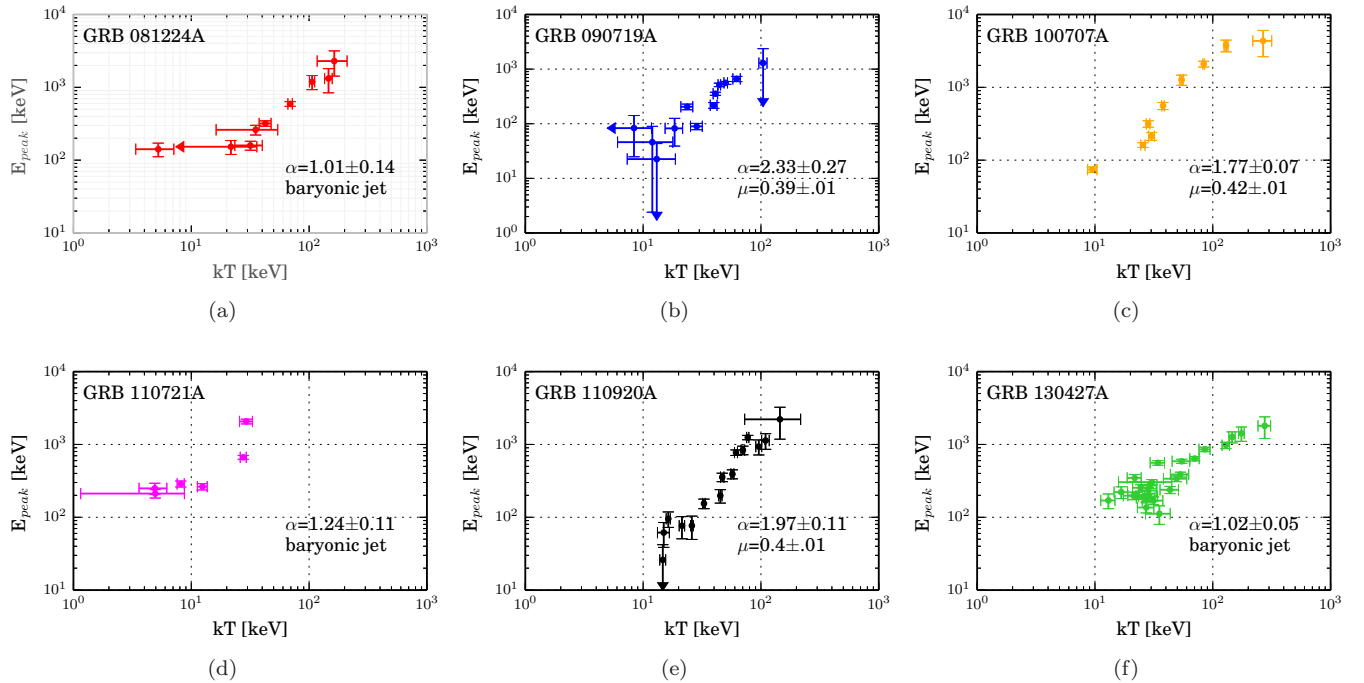 GRB 081224A
α=1.01±0.14
baryonic jet
E_peak [keV]
10^4
10^3
10^2
10^1
10^0 10^1 10^2 10^3
kT [keV]
(a)
GRB 090719A
α=2.33±0.27
μ=0.39±.01
E_peak [keV]
10^4
10^3
10^2
10^1
10^0
10^0 10^1 10^2 10^3
kT [keV]
(b)
GRB 100707A
α=1.77±0.07
μ=0.42±.01
E_peak [keV]
10^4
10^3
10^2
10^1
10^0 10^1 10^2 10^3
kT [keV]
(c)
GRB 110721A
α=1.24±0.11
baryonic jet
E_peak [keV]
10^4
10^3
10^2
10^1
10^0 10^1 10^2 10^3
kT [keV]
(d)
GRB 110920A
α=1.97±0.11
μ=0.4±.01
E_peak [keV]
10^4
10^3
10^2
10^1
10^0 10^1 10^2 10^3
kT [keV]
(e)
GRB 130427A
α=1.02±0.05
baryonic jet
E_peak [keV]
10^4
10^3
10^2
10^1
10^0 10^1 10^2 10^3
kT [keV]
(f)